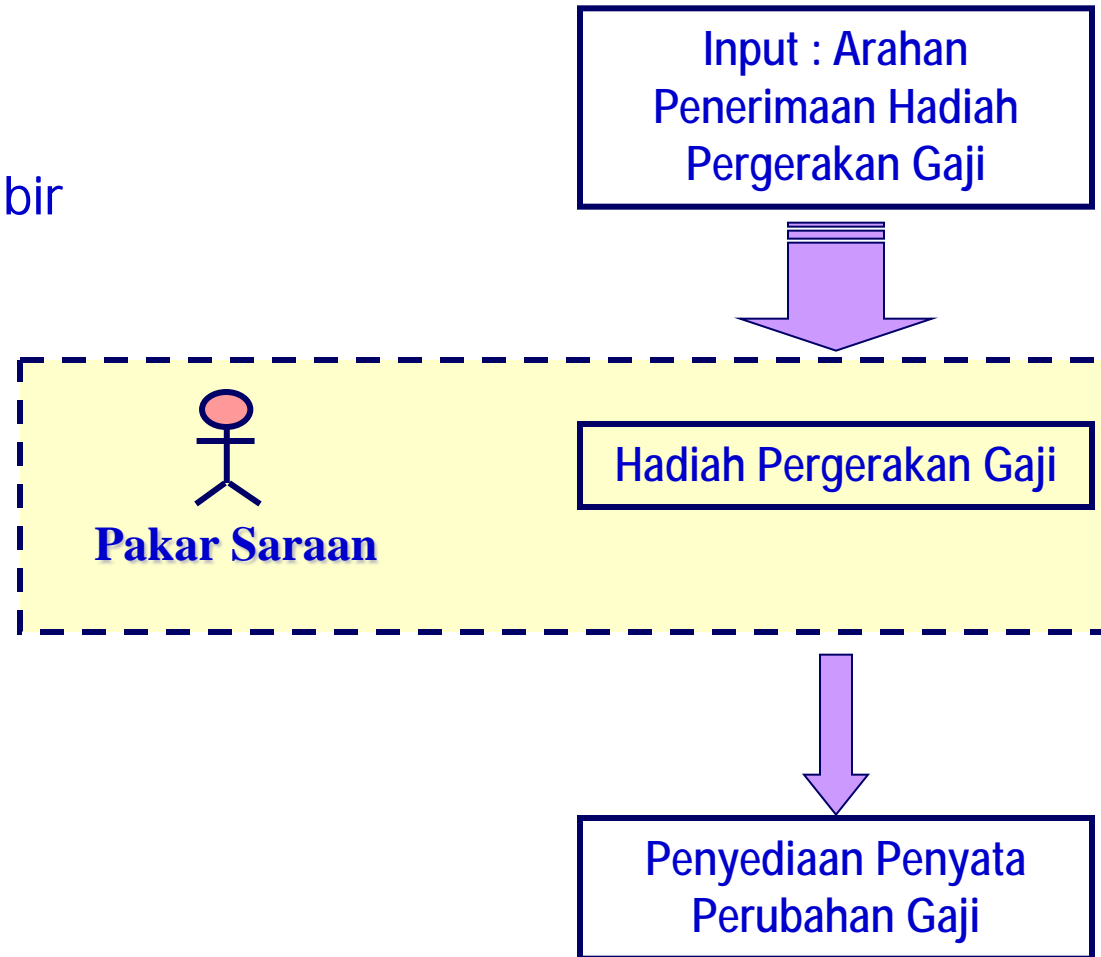 Input : Arahan
Penerimaan Hadiah
Pergerakan Gaji
bir
Hadiah Pergerakan Gaji
Pakar Saraan
Penyediaan Penyata
Perubahan Gaji